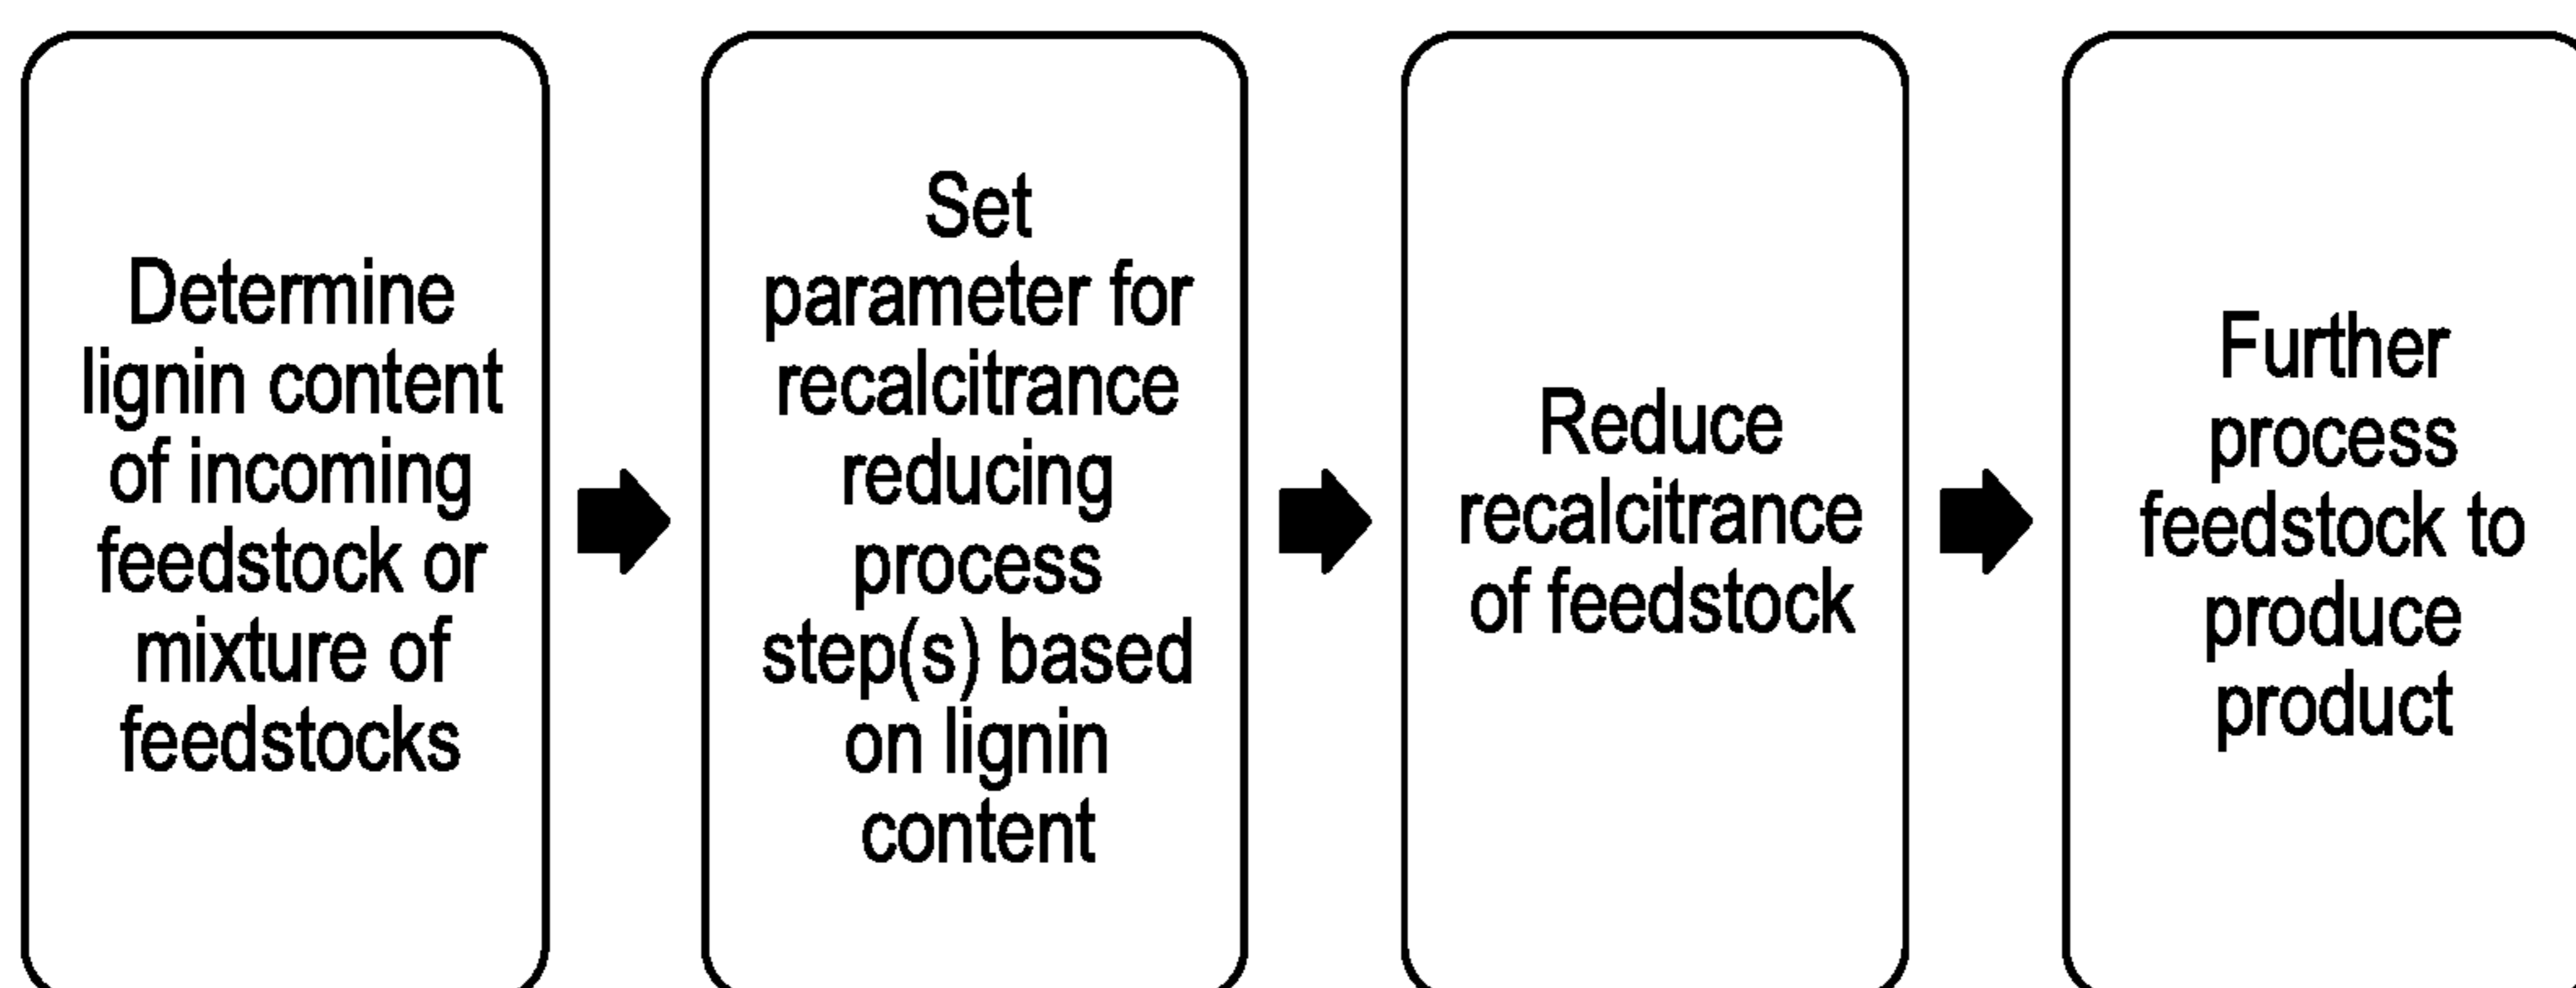 Determine
lignin content
of incoming
feedstock or
mixture of
feedstocks
Set
parameter for
recalcitrance
reducing
process
step(s) based
on lignin
content
Reduce
recalcitrance
of feedstock
Further
process
feedstock to
produce
product